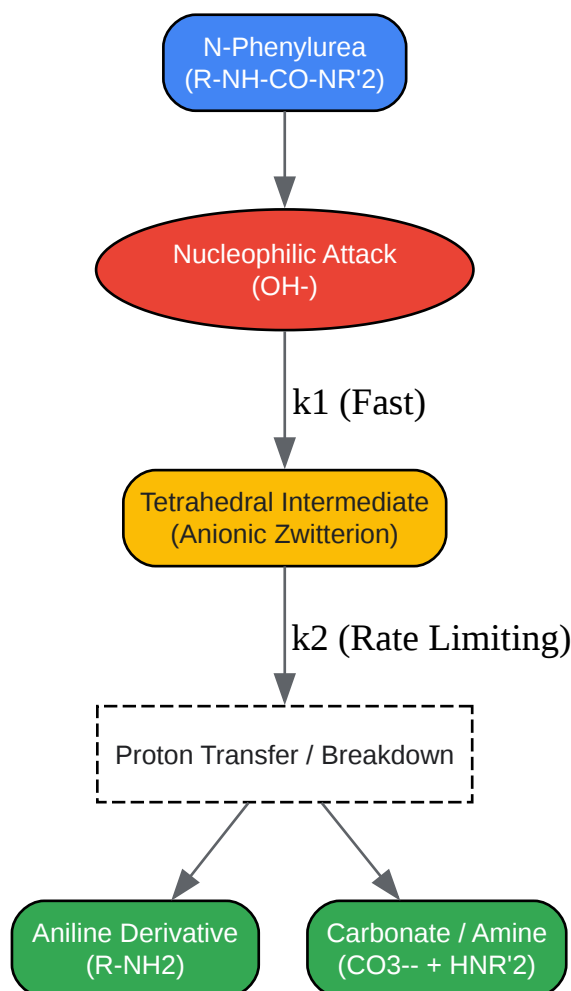 N-Phenylurea
(R-NH-CO-NR'2)
Nucleophilic Attack
(OH-)
k1 (Fast)
Tetrahedral Intermediate
(Anionic Zwitterion)
k2 (Rate Limiting)
Proton Transfer / Breakdown
Aniline Derivative
(R-NH2)
Carbonate / Amine
(CO3-- + HNR'2)